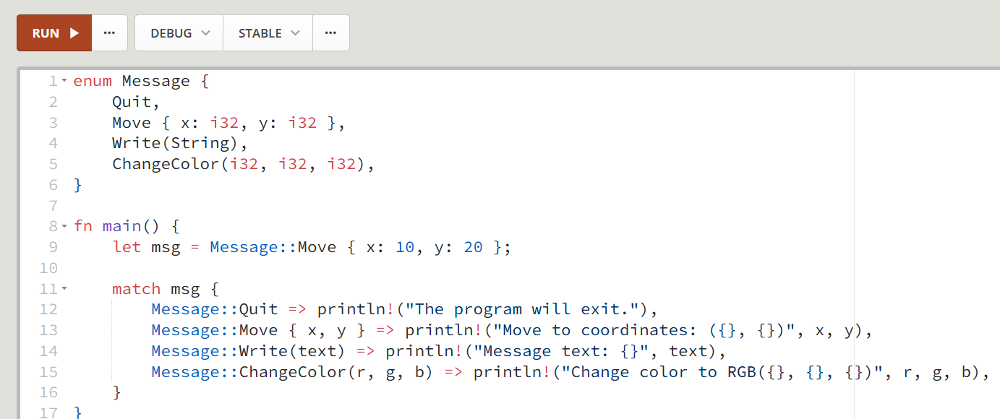 RUN ··· DEBUG STABLE ···
1 enum Message {
2     Quit,
3     Move { x: i32, y: i32 },
4     Write(String),
5     ChangeColor(i32, i32, i32),
6 }
7
8 fn main() {
9     let msg = Message::Move { x: 10, y: 20 };
10
11     match msg {
12         Message::Quit => println!("The program will exit."),
13         Message::Move { x, y } => println!("Move to coordinates: ({}, {})", x, y),
14         Message::Write(text) => println!("Message text: {}", text),
15         Message::ChangeColor(r, g, b) => println!("Change color to RGB({}, {}, {})", r, g, b),
16     }
17 }